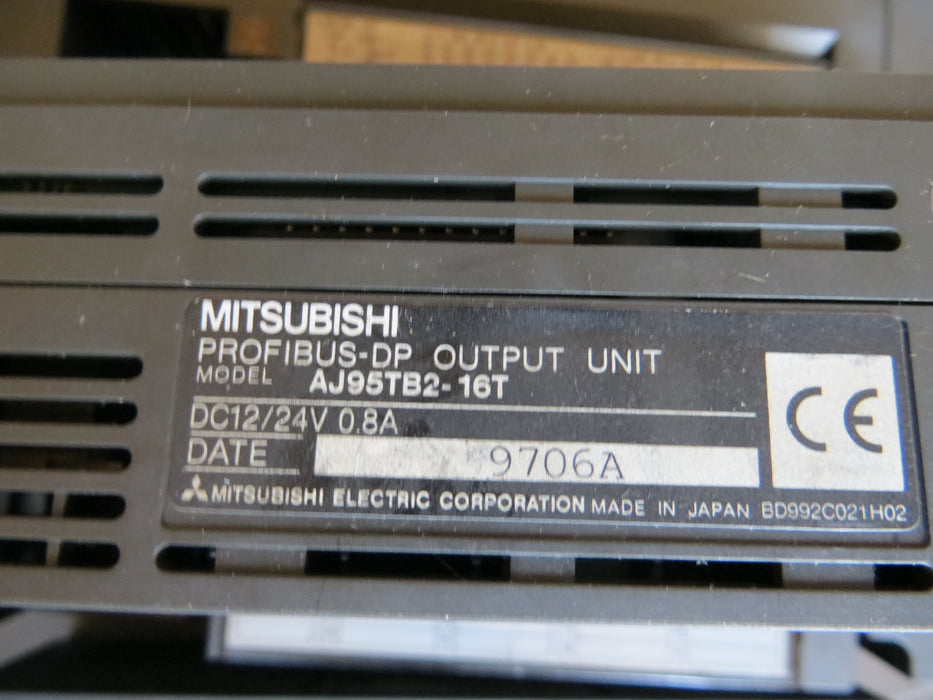 MITSUBISHI
PROFIBUS-DP OUTPUT UNIT
MODEL AJ95TB2-16T
DC12/24V 0.8A
DATE 9706A
MITSUBISHI ELECTRIC CORPORATION MADE IN JAPAN BD992C021H02
CE